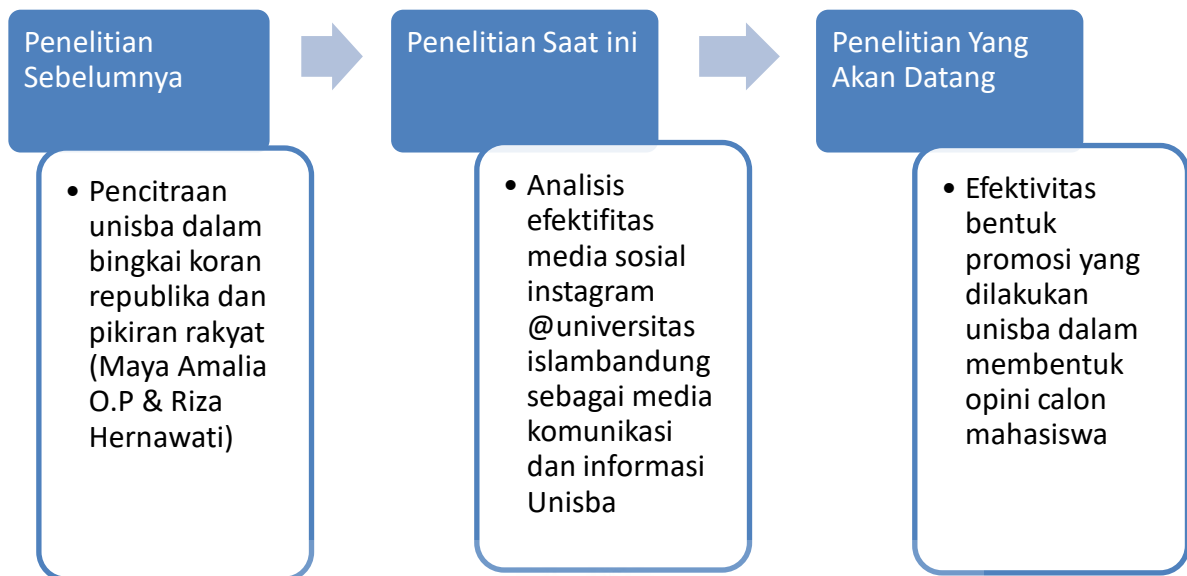 Penelitian
Sebelumnya
• Pencitraan
unisba dalam
bingkai koran
republika dan
pikiran rakyat
(Maya Amalia
O.P & Riza
Hernawati)
Penelitian Saat ini
• Analisis
efektifitas
media sosial
instagram
@universitas
islambandung
sebagai media
komunikasi
dan informasi
Unisba
Penelitian Yang
Akan Datang
• Efektivitas
bentuk
promosi yang
dilakukan
unisba dalam
membentuk
opini calon
mahasiswa